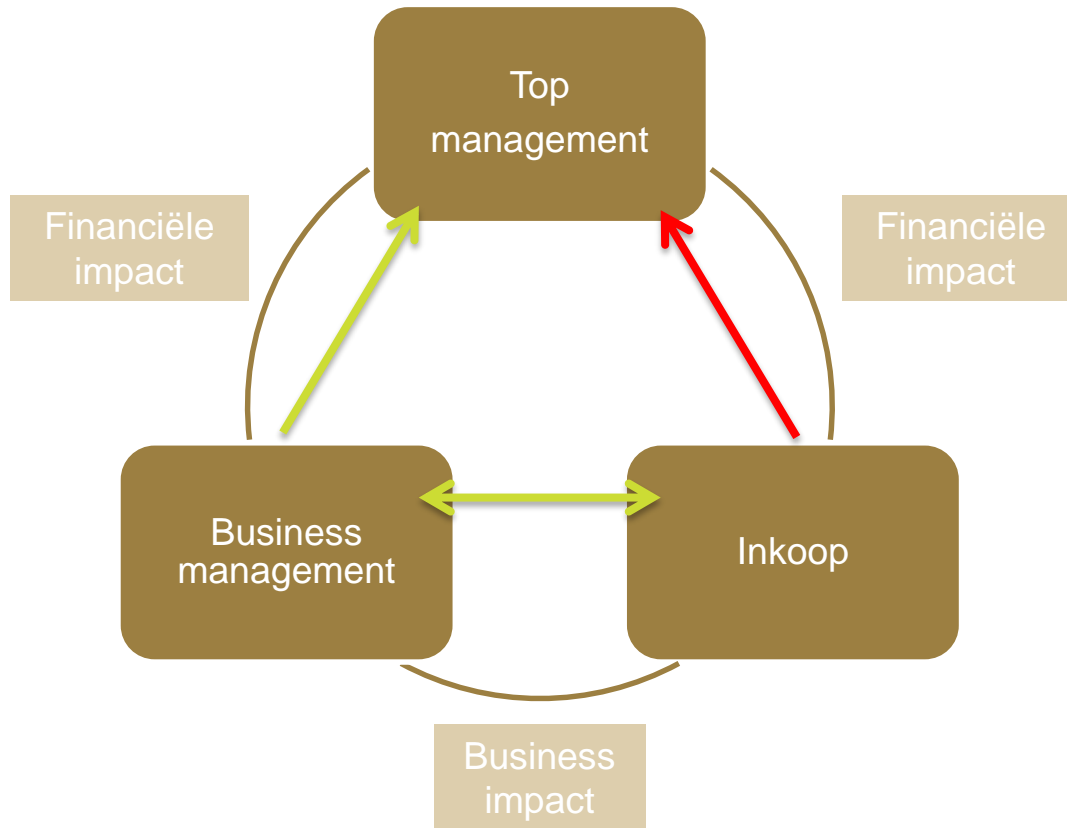 Top
management
Financiële
impact
Financiële
impact
Business
management
Inkoop
Business
impact